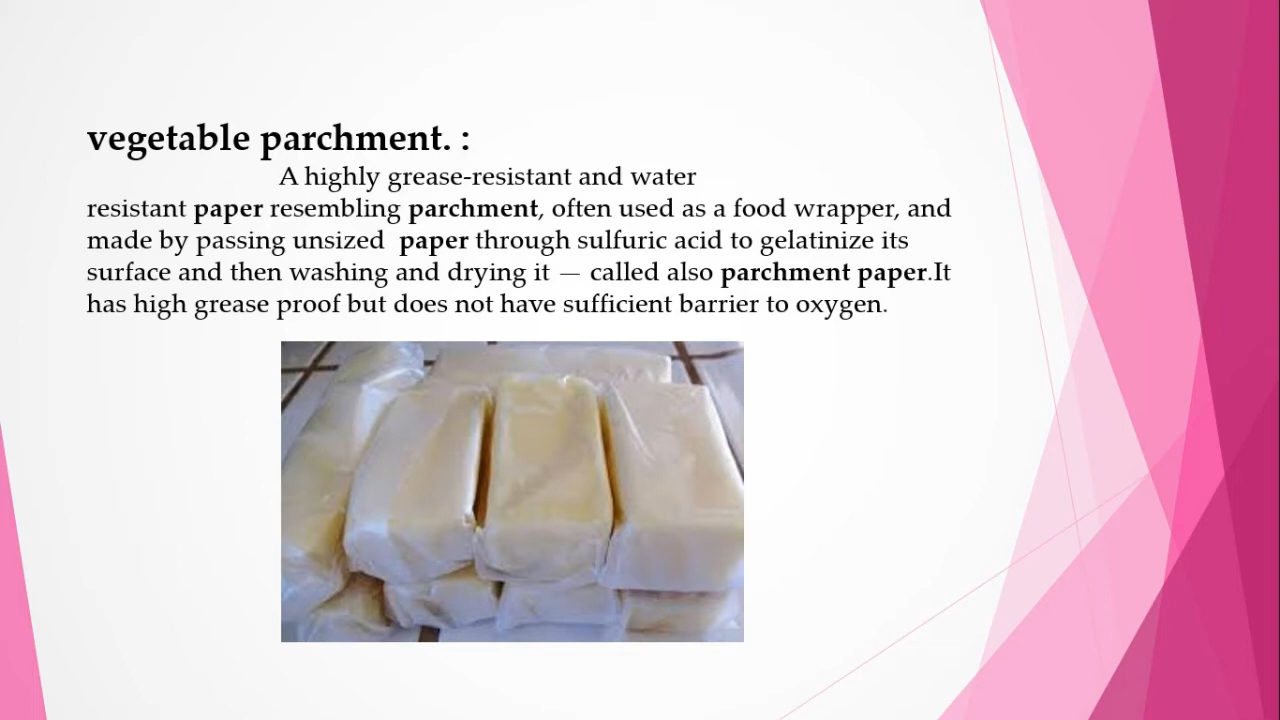 vegetable parchment. :
A highly grease-resistant and water
resistant paper resembling parchment, often used as a food wrapper, and
made by passing unsized  paper through sulfuric acid to gelatinize its
surface and then washing and drying it — called also parchment paper.It
has high grease proof but does not have sufficient barrier to oxygen.